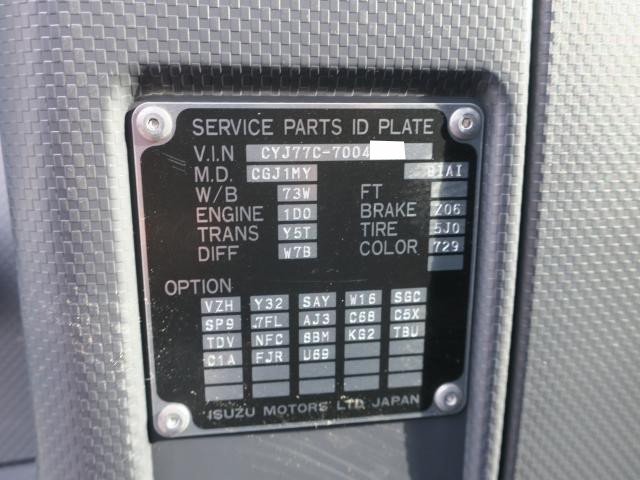 SERVICE PARTS ID PLATE
V.I.N CYJ77C-7004
M.D. CGJ1MY BIAI
W/B 73W FT
ENGINE 1D0 BRAKE Z06
TRANS Y5T TIRE 5J0
DIFF W7B COLOR 729
OPTION
VZH Y32 SAY W16 SGC
SP9 7FL AJ3 C68 C5X
TDV NFC 8BM KG2 TBU
C1A FJR U69
ISUZU MOTORS LTD JAPAN